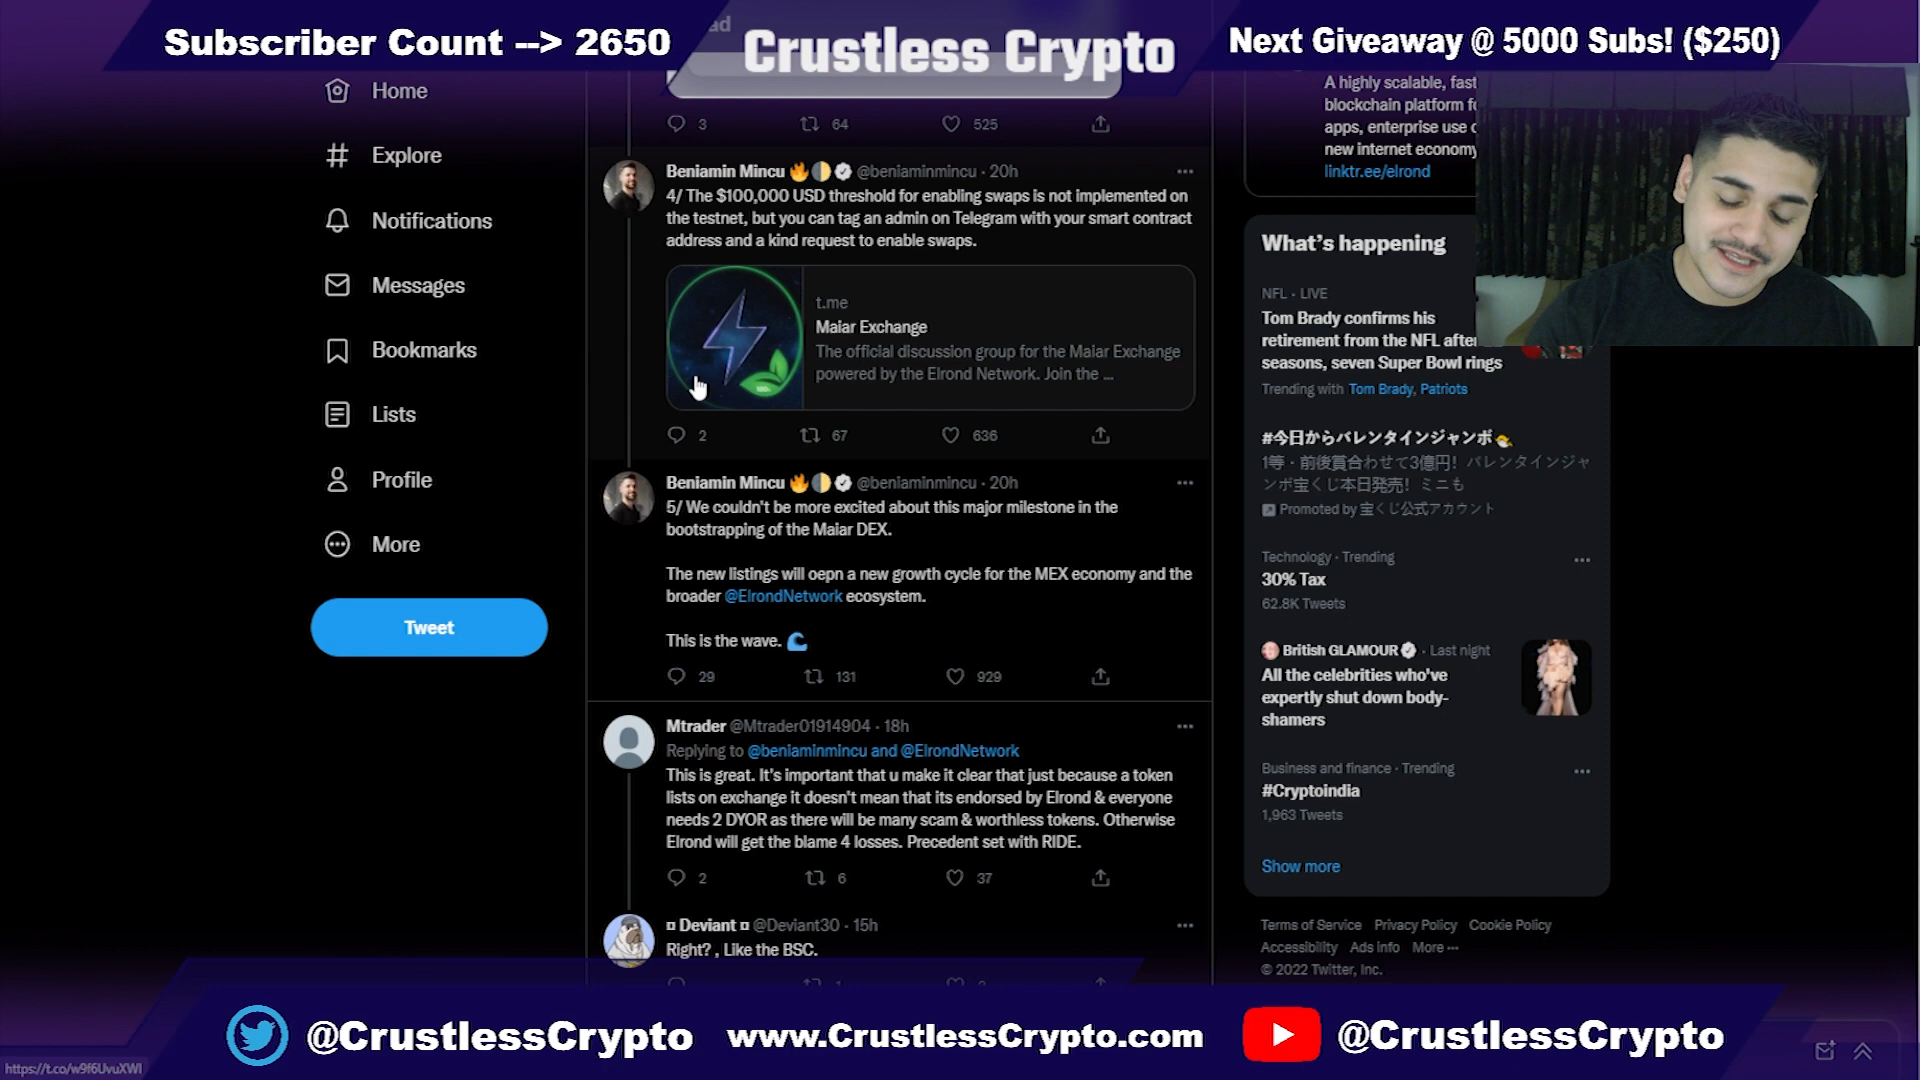 Subscriber Count --> 2650
Crustless Crypto
Next Giveaway @ 5000 Subs! ($250)
Home
Explore
Notifications
Messages
Bookmarks
Lists
Profile
More
Tweet
3 64 525
Beniamin Mincu 🔥🌓 @beniaminmincu · 20h
4/ The $100,000 USD threshold for enabling swaps is not implemented on
the testnet, but you can tag an admin on Telegram with your smart contract
address and a kind request to enable swaps.
t.me
Maiar Exchange
The official discussion group for the Maiar Exchange
powered by the Elrond Network. Join the ...
2 67 636
Beniamin Mincu 🔥🌓 @beniaminmincu · 20h
5/ We couldn't be more excited about this major milestone in the
bootstrapping of the Maiar DEX.
The new listings will oepn a new growth cycle for the MEX economy and the
broader @ElrondNetwork ecosystem.
This is the wave. 🌊
29 131 929
Mtrader @Mtrader01914904 · 18h
Replying to @beniaminmincu and @ElrondNetwork
This is great. It's important that u make it clear that just because a token
lists on exchange it doesn't mean that its endorsed by Elrond & everyone
needs 2 DYOR as there will be many scam & worthless tokens. Otherwise
Elrond will get the blame 4 losses. Precedent set with RIDE.
2 6 37
¤ Deviant ¤ @Deviant30 · 15h
Right? , Like the BSC.
A highly scalable, fast
blockchain platform
apps, enterprise use
new internet economy
linktr.ee/elrond
What's happening
NFL · LIVE
Tom Brady confirms his
retirement from the NFL after
seasons, seven Super Bowl rings
Trending with Tom Brady, Patriots
#今日からバレンタインジャンボ
1等・前後賞合わせて3億円！バレンタインジャ
ンボ宝くじ本日発売！ミニも
Promoted by 宝くじ公式アカウント
Technology · Trending
30% Tax
62.8K Tweets
British GLAMOUR · Last night
All the celebrities who've
expertly shut down body-
shamers
Business and finance · Trending
#Cryptoindia
1,963 Tweets
Show more
Terms of Service Privacy Policy Cookie Policy
Accessibility Ads info More ···
© 2022 Twitter, Inc.
@CrustlessCrypto
www.CrustlessCrypto.com
@CrustlessCrypto
https://t.co/w9f6UvuXWI